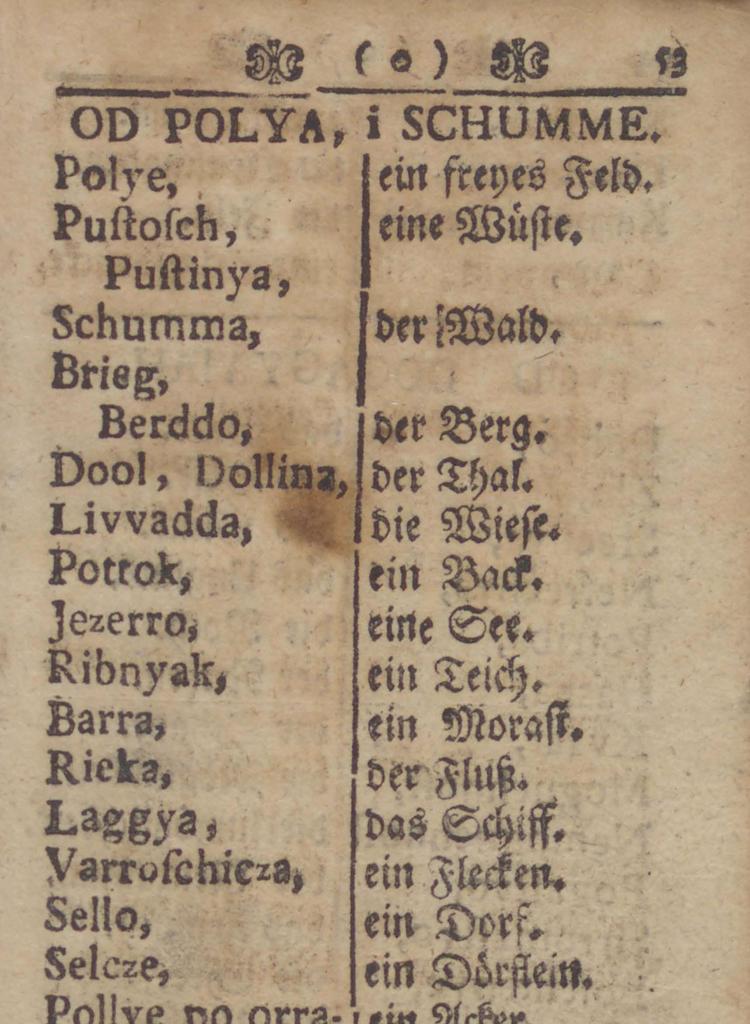 ( o ) 53
OD POLYA, i SCHUMME.
Polye, ein freyes Feld.
Puſtoſch, eine Wüſte.
Puſtinya,
Schumma, der Wald.
Brieg,
Berddo, der Berg.
Dool, Dollina, der Thal.
Livvadda, die Wieſe.
Pottok, ein Back.
Jezerro, eine See.
Ribnyak, ein Teich.
Barra, ein Moraſt.
Rieka, der Fluß.
Laggya, das Schiff.
Varroſchicza, ein Flecken.
Sello, ein Dorf.
Selcze, ein Dörflein.
Pollye po orra- ein Acker